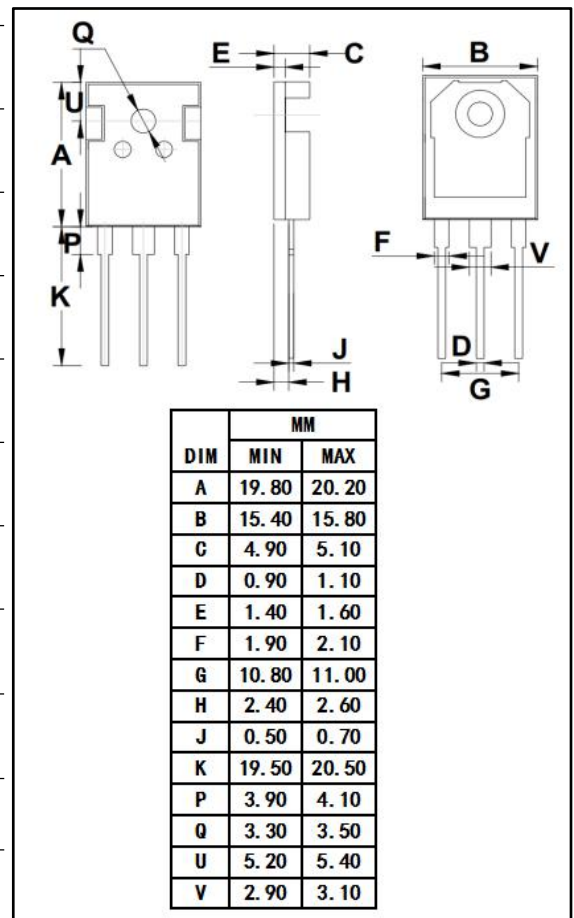 Q
E C B
U
A
P
F V
K
J D
H G
MM
DIM MIN MAX
A 19.80 20.20
B 15.40 15.80
C 4.90 5.10
D 0.90 1.10
E 1.40 1.60
F 1.90 2.10
G 10.80 11.00
H 2.40 2.60
J 0.50 0.70
K 19.50 20.50
P 3.90 4.10
Q 3.30 3.50
U 5.20 5.40
V 2.90 3.10